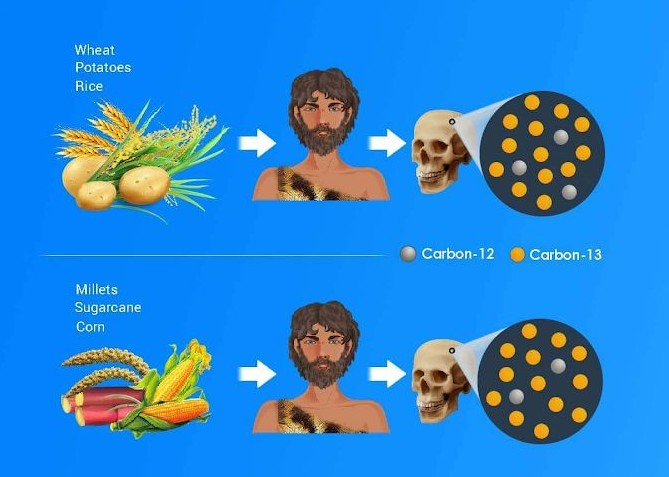 Wheat
Potatoes
Rice
Carbon-12
Carbon-13
Millets
Sugarcane
Corn